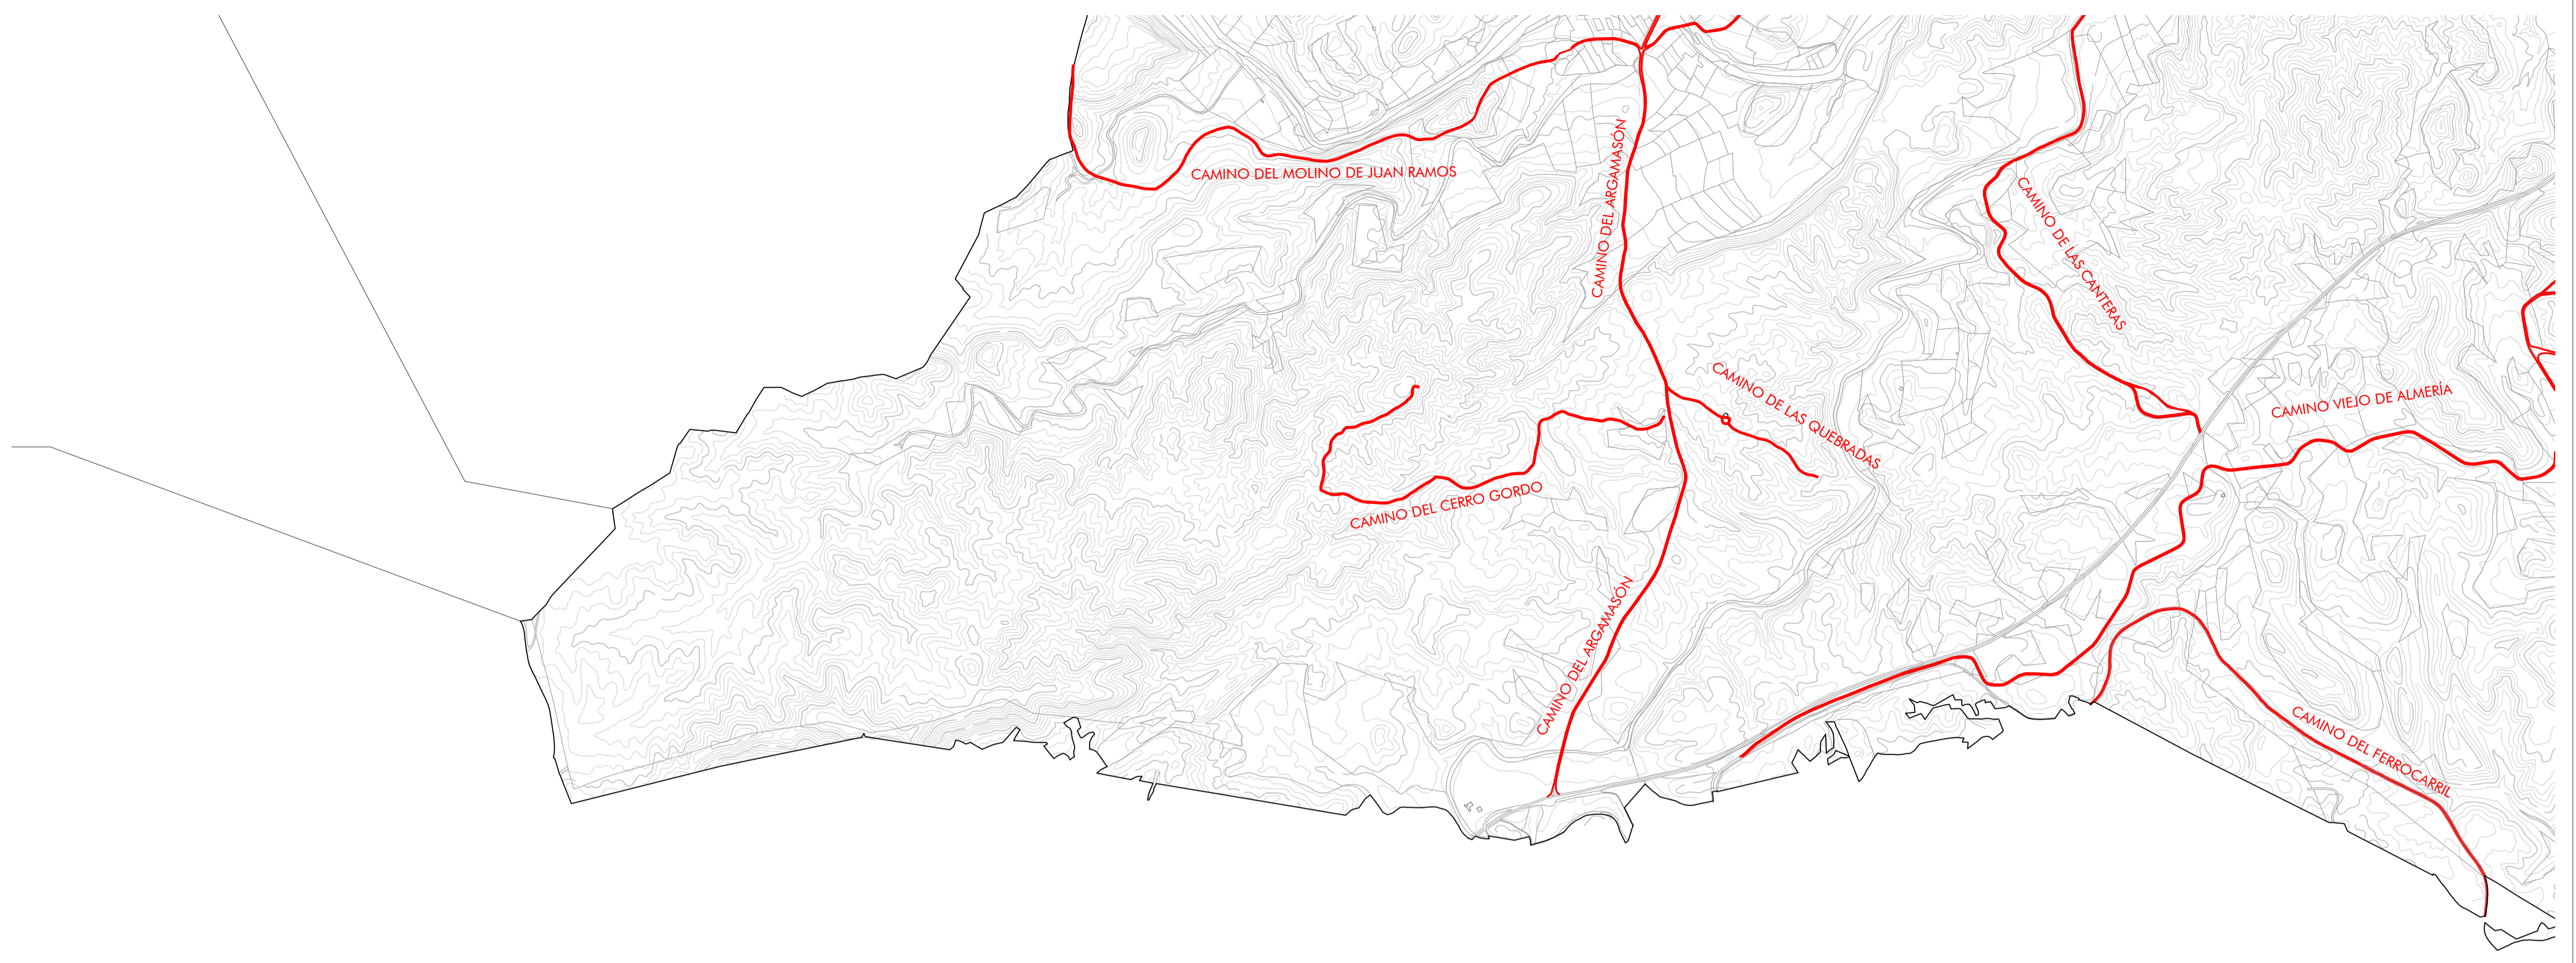 CAMINO DEL MOLINO DE JUAN RAMOS
CAMINO DEL ARGAMASÓN
CAMINO DE LAS CANTERAS
CAMINO DE LAS QUEBRADAS
CAMINO VIEJO DE ALMERÍA
CAMINO DEL CERRO GORDO
CAMINO DEL ARGAMASÓN
CAMINO DEL FERROCARRIL